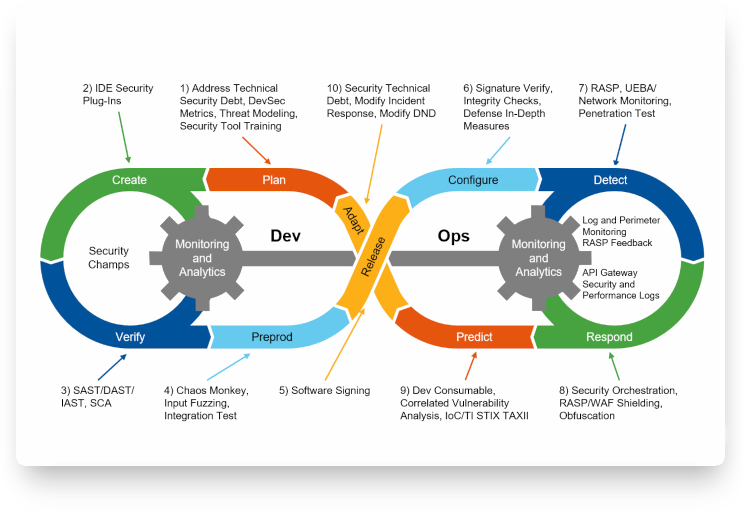 2) IDE Security
Plug-Ins
1) Address Technical
Security Debt, DevSec
Metrics, Threat Modeling,
Security Tool Training
10) Security Technical
Debt, Modify Incident
Response, Modify DND
6) Signature Verify,
Integrity Checks,
Defense In-Depth
Measures
7) RASP, UEBA/
Network Monitoring,
Penetration Test
Create
Plan
Adapt
Configure
Detect
Security
Champs
Monitoring
and
Analytics
Dev
Release
Ops
Monitoring
and
Analytics
Log and Perimeter
Monitoring
RASP Feedback
API Gateway
Security and
Performance Logs
Verify
Preprod
Predict
Respond
3) SAST/DAST/
IAST, SCA
4) Chaos Monkey,
Input Fuzzing,
Integration Test
5) Software Signing
9) Dev Consumable,
Correlated Vulnerability
Analysis, IoC/TI STIX TAXII
8) Security Orchestration,
RASP/WAF Shielding,
Obfuscation